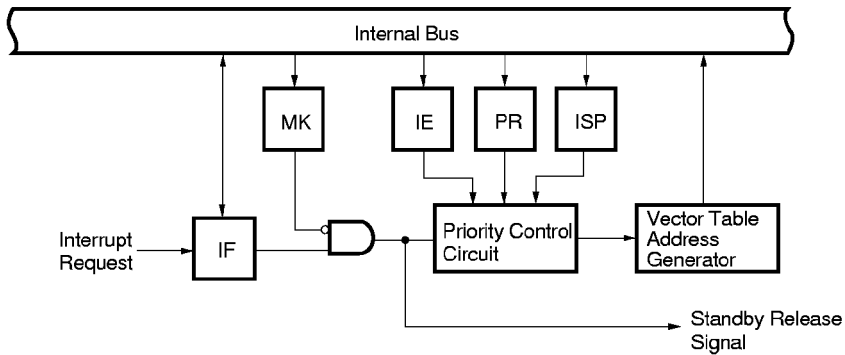 Internal Bus
MK
IE
PR
ISP
Interrupt
Request
IF
Priority Control
Circuit
Vector Table
Address
Generator
Standby Release
Signal